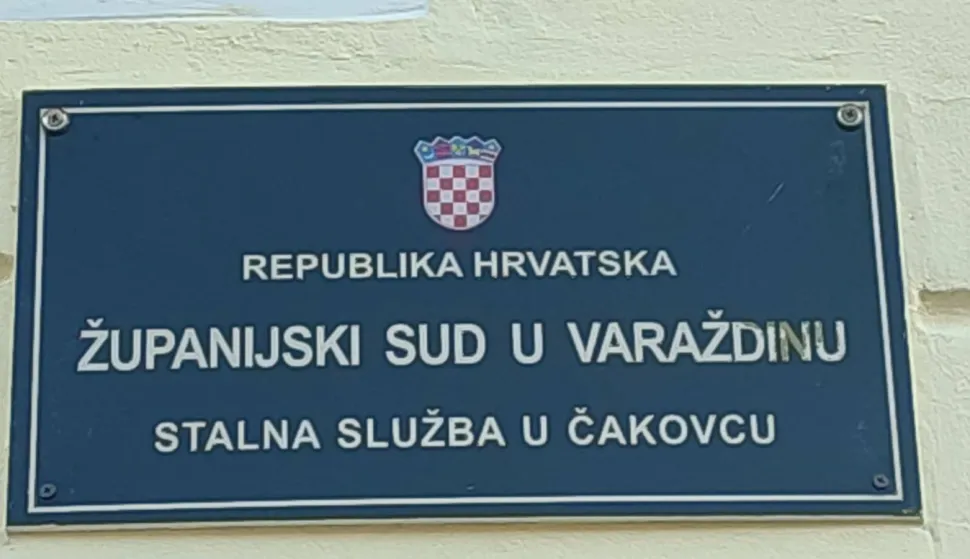 REPUBLIKA HRVATSKA
ŽUPANIJSKI SUD U VARAŽDINU
STALNA SLUŽBA U ČAKOVCU